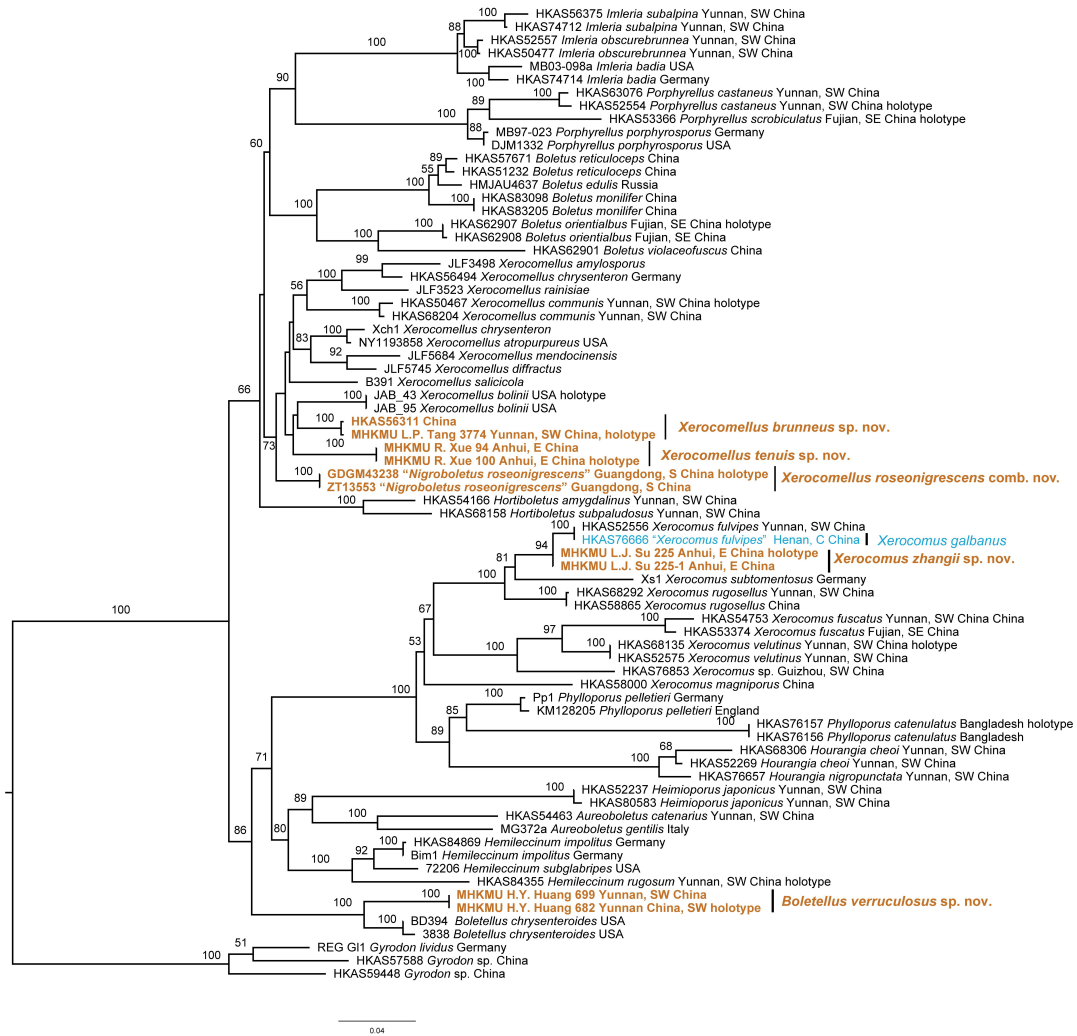 100
HKAS56375 Imleria subalpina Yunnan, SW China
88
HKAS74712 Imleria subalpina Yunnan, SW China
HKAS52557 Imleria obscurebrunnea Yunnan, SW China
100
100
HKAS50477 Imleria obscurebrunnea Yunnan, SW China
MB03-098a Imleria badia USA
100
HKAS74714 Imleria badia Germany
90
HKAS63076 Porphyrellus castaneus Yunnan, SW China
89
HKAS52554 Porphyrellus castaneus Yunnan, SW China holotype
100
HKAS53366 Porphyrellus scrobiculatus Fujian, SE China holotype
88
MB97-023 Porphyrellus porphyrosporus Germany
DJM1332 Porphyrellus porphyrosporus USA
60
89
HKAS57671 Boletus reticuloceps China
55
HKAS51232 Boletus reticuloceps China
100
HMJAU4637 Boletus edulis Russia
100
HKAS83098 Boletus monilifer China
HKAS83205 Boletus monilifer China
100
HKAS62907 Boletus orientialbus Fujian, SE China holotype
100
HKAS62908 Boletus orientialbus Fujian, SE China
HKAS62901 Boletus violaceofuscus China
99
JLF3498 Xerocomellus amylosporus
100
HKAS56494 Xerocomellus chrysenteron Germany
56
JLF3523 Xerocomellus rainisiae
100
HKAS50467 Xerocomellus communis Yunnan, SW China holotype
HKAS68204 Xerocomellus communis Yunnan, SW China
100
Xch1 Xerocomellus chrysenteron
83
NY1193858 Xerocomellus atropurpureus USA
92
JLF5684 Xerocomellus mendocinensis
JLF5745 Xerocomellus diffractus
B391 Xerocomellus salicicola
66
100
JAB_43 Xerocomellus bolinii USA holotype
JAB_95 Xerocomellus bolinii USA
100
HKAS56311 China
MHKMU L.P. Tang 3774 Yunnan, SW China, holotype
Xerocomellus brunneus sp. nov.
73
100
MHKMU R. Xue 94 Anhui, E China
MHKMU R. Xue 100 Anhui, E China holotype
Xerocomellus tenuis sp. nov.
100
GDGM43238 “Nigroboletus roseonigrescens” Guangdong, S China holotype
ZT13553 “Nigroboletus roseonigrescens” Guangdong, S China
Xerocomellus roseonigrescens comb. nov.
100
HKAS54166 Hortiboletus amygdalinus Yunnan, SW China
HKAS68158 Hortiboletus subpaludosus Yunnan, SW China
100
HKAS52556 Xerocomus fulvipes Yunnan, SW China
HKAS76666 “Xerocomus fulvipes” Henan, C China
Xerocomus galbanus
94
MHKMU L.J. Su 225 Anhui, E China holotype
MHKMU L.J. Su 225-1 Anhui, E China
Xerocomus zhangii sp. nov.
81
Xs1 Xerocomus subtomentosus Germany
100
100
HKAS68292 Xerocomus rugosellus Yunnan, SW China
HKAS58865 Xerocomus rugosellus China
67
100
HKAS54753 Xerocomus fuscatus Yunnan, SW China China
97
HKAS53374 Xerocomus fuscatus Fujian, SE China
53
100
100
HKAS68135 Xerocomus velutinus Yunnan, SW China holotype
HKAS52575 Xerocomus velutinus Yunnan, SW China
HKAS76853 Xerocomus sp. Guizhou, SW China
100
HKAS58000 Xerocomus magniporus China
100
Pp1 Phylloporus pelletieri Germany
85
KM128205 Phylloporus pelletieri England
89
100
HKAS76157 Phylloporus catenulatus Bangladesh holotype
HKAS76156 Phylloporus catenulatus Bangladesh
68
HKAS68306 Hourangia cheoi Yunnan, SW China
100
HKAS52269 Hourangia cheoi Yunnan, SW China
HKAS76657 Hourangia nigropunctata Yunnan, SW China
100
71
100
HKAS52237 Heimioporus japonicus Yunnan, SW China
89
HKAS80583 Heimioporus japonicus Yunnan, SW China
100
HKAS54463 Aureoboletus catenarius Yunnan, SW China
MG372a Aureoboletus gentilis Italy
86
80
100
HKAS84869 Hemileccinum impolitus Germany
92
Bim1 Hemileccinum impolitus Germany
100
72206 Hemileccinum subglabripes USA
HKAS84355 Hemileccinum rugosum Yunnan, SW China holotype
100
MHKMU H.Y. Huang 699 Yunnan, SW China
MHKMU H.Y. Huang 682 Yunnan China, SW holotype
Boletellus verruculosus sp. nov.
100
100
BD394 Boletellus chrysenteroides USA
3838 Boletellus chrysenteroides USA
51
REG Gl1 Gyrodon lividus Germany
100
HKAS57588 Gyrodon sp. China
HKAS59448 Gyrodon sp. China
0.04